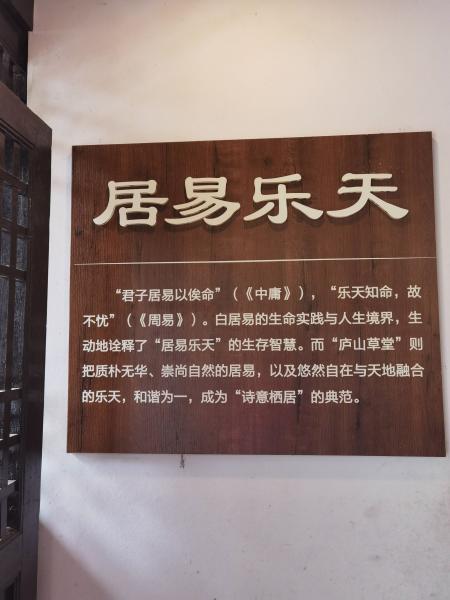 居易乐天
“君子居易以俟命”（《中庸》），“乐天知命，故
不忧”（《周易》）。白居易的生命实践与人生境界，生
动地诠释了“居易乐天”的生存智慧。而“庐山草堂”则
把质朴无华、崇尚自然的居易，以及悠然自在与天地融合
的乐天，和谐为一，成为“诗意栖居”的典范。